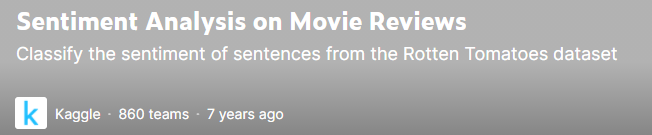 Sentiment Analysis on Movie Reviews
Classify the sentiment of sentences from the Rotten Tomatoes dataset
k Kaggle · 860 teams · 7 years ago